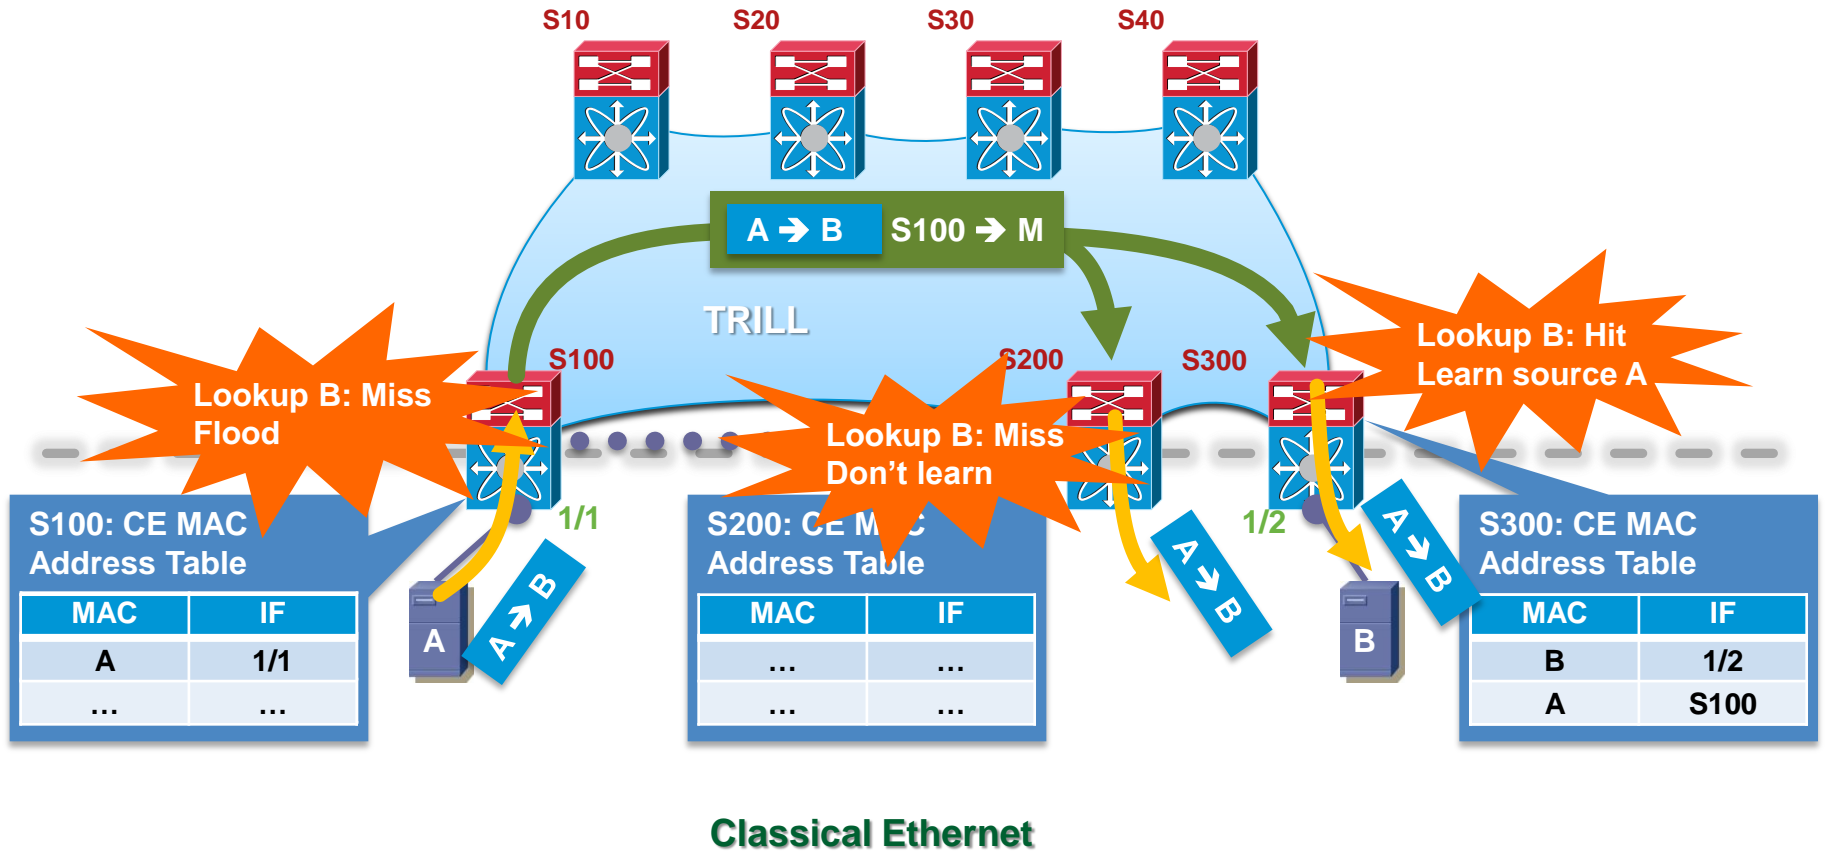 S10 S20 S30 S40
A ➔ B S100 ➔ M
TRILL
S100
S200
S300
Lookup B: Miss
Flood
Lookup B: Miss
Don’t learn
Lookup B: Hit
Learn source A
1/1
1/2
S100: CE MAC
Address Table
MAC IF
A 1/1
… …
A
A ➔ B
S200: CE MAC
Address Table
MAC IF
… …
… …
A ➔ B
B
A ➔ B
S300: CE MAC
Address Table
MAC IF
B 1/2
A S100
Classical Ethernet